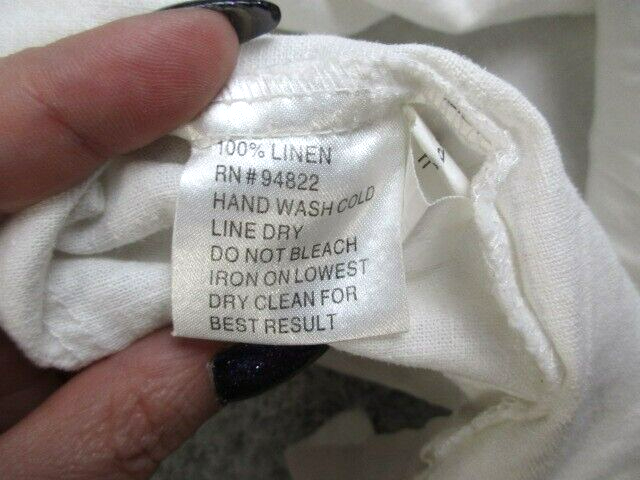 100% LINEN
RN # 94822
HAND WASH COLD
LINE DRY
DO NOT BLEACH
IRON ON LOWEST
DRY CLEAN FOR
BEST RESULT